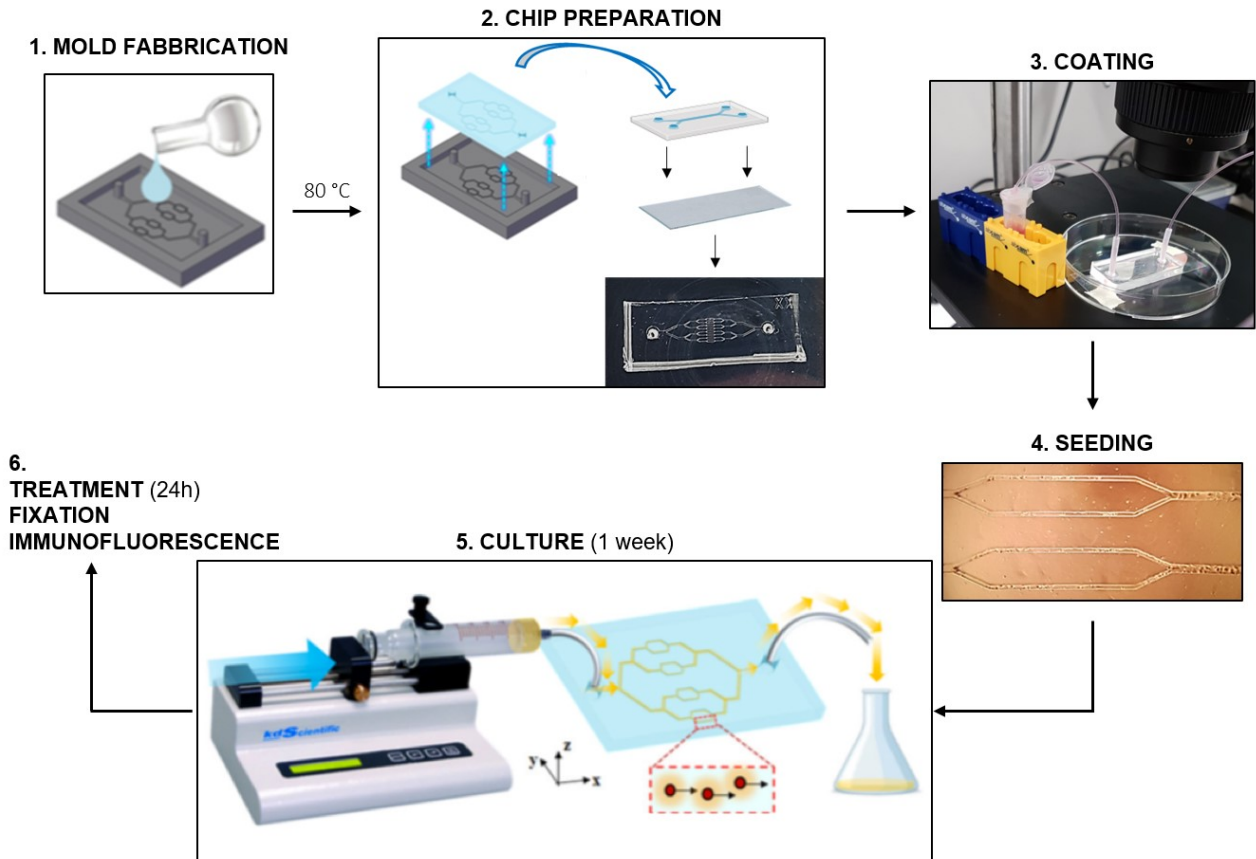 1. MOLD FABBRICATION
80 °C
2. CHIP PREPARATION
3. COATING
4. SEEDING
5. CULTURE (1 week)
kdScientific
y
z
x
6.
TREATMENT (24h)
FIXATION
IMMUNOFLUORESCENCE